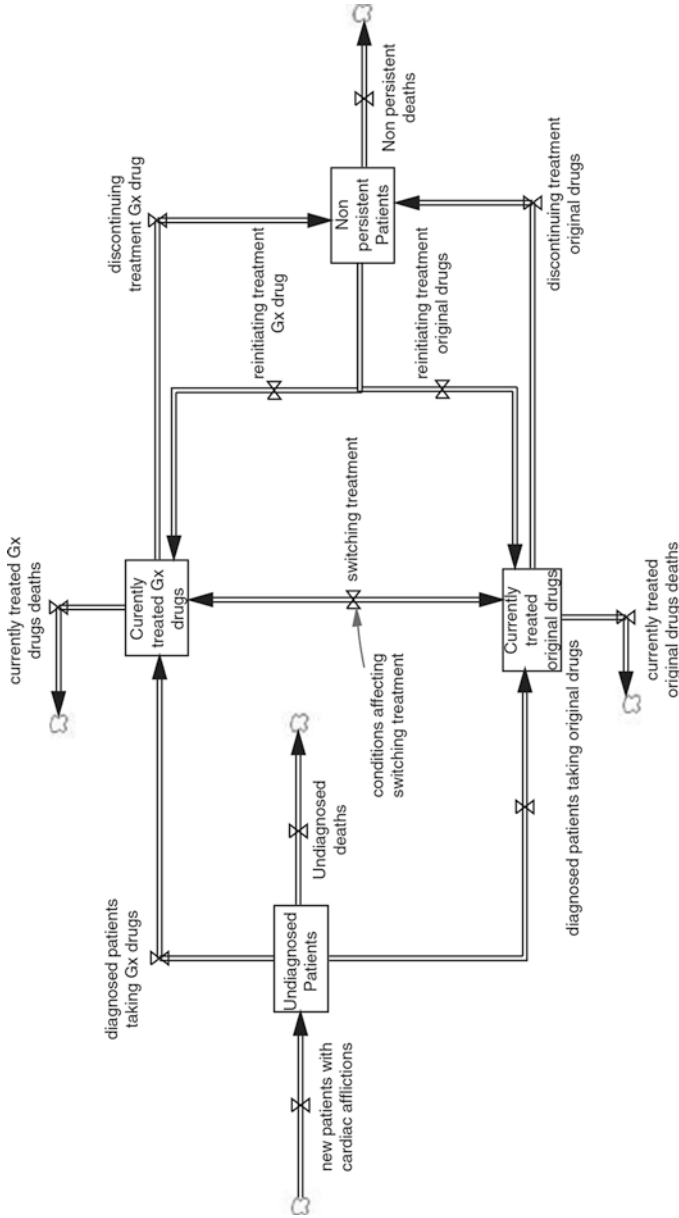 currently treated Gx
drugs deaths
diagnosed patients
taking Gx drugs
discontinuing
treatment Gx drug
Curently
treated Gx
drugs
reinitiating treatment
Gx drug
Undiagnosed
Patients
Undiagnosed
deaths
new patients with
cardiac afflictions
switching treatment
conditions affecting
switching treatment
Non
persistent
Patients
Non persistent
deaths
reinitiating treatment
original drugs
Currently
treated
original drugs
diagnosed patients taking original drugs
discontinuing treatment
original drugs
currently treated
original drugs deaths